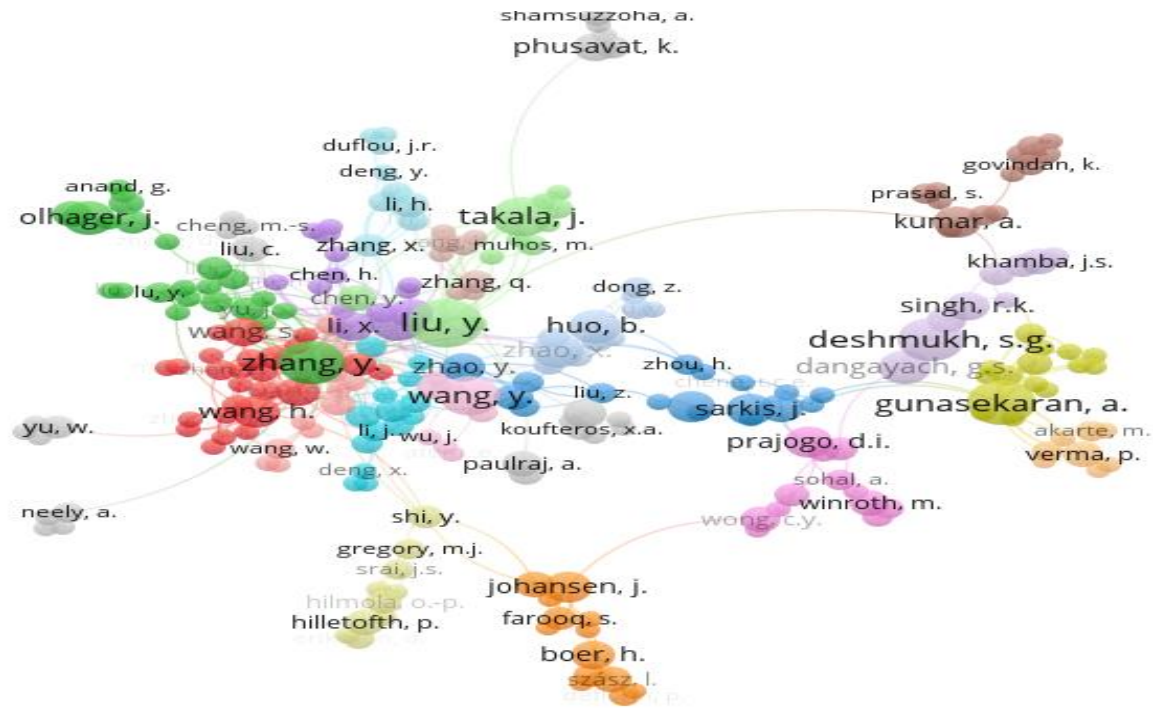 shamsuzzoha, a.
phusavat, k.
duflou, j.r.
deng, y.
govindan, k.
anand, g.
prasad, s.
li, h.
olhager, j.
takala, j.
kumar, a.
cheng, m.-s.
zhang, x.
muhos, m.
liu, c.
khamba, j.s.
chen, h.
zhang, q.
dong, z.
lu, y.
chen, y.
singh, r.k.
yu, j.
li, x.
liu, y.
huo, b.
wang, s.
deshmukh, s.g.
zhao, x.
zhang, y.
zhao, y.
zhou, h.
dangayach, g.s.
cheng, t.c.e.
liu, z.
wang, y.
gunasekaran, a.
wang, h.
sarkis, j.
yu, w.
li, j.
wu, j.
koufteros, x.a.
akarte, m.
prajogo, d.i.
wang, w.
verma, p.
paulraj, a.
deng, x.
sohal, a.
winroth, m.
neely, a.
shi, y.
wong, c.y.
gregory, m.j.
srai, j.s.
johansen, j.
hilmola, o.-p.
hilletofth, p.
farooq, s.
boer, h.
szász, l.